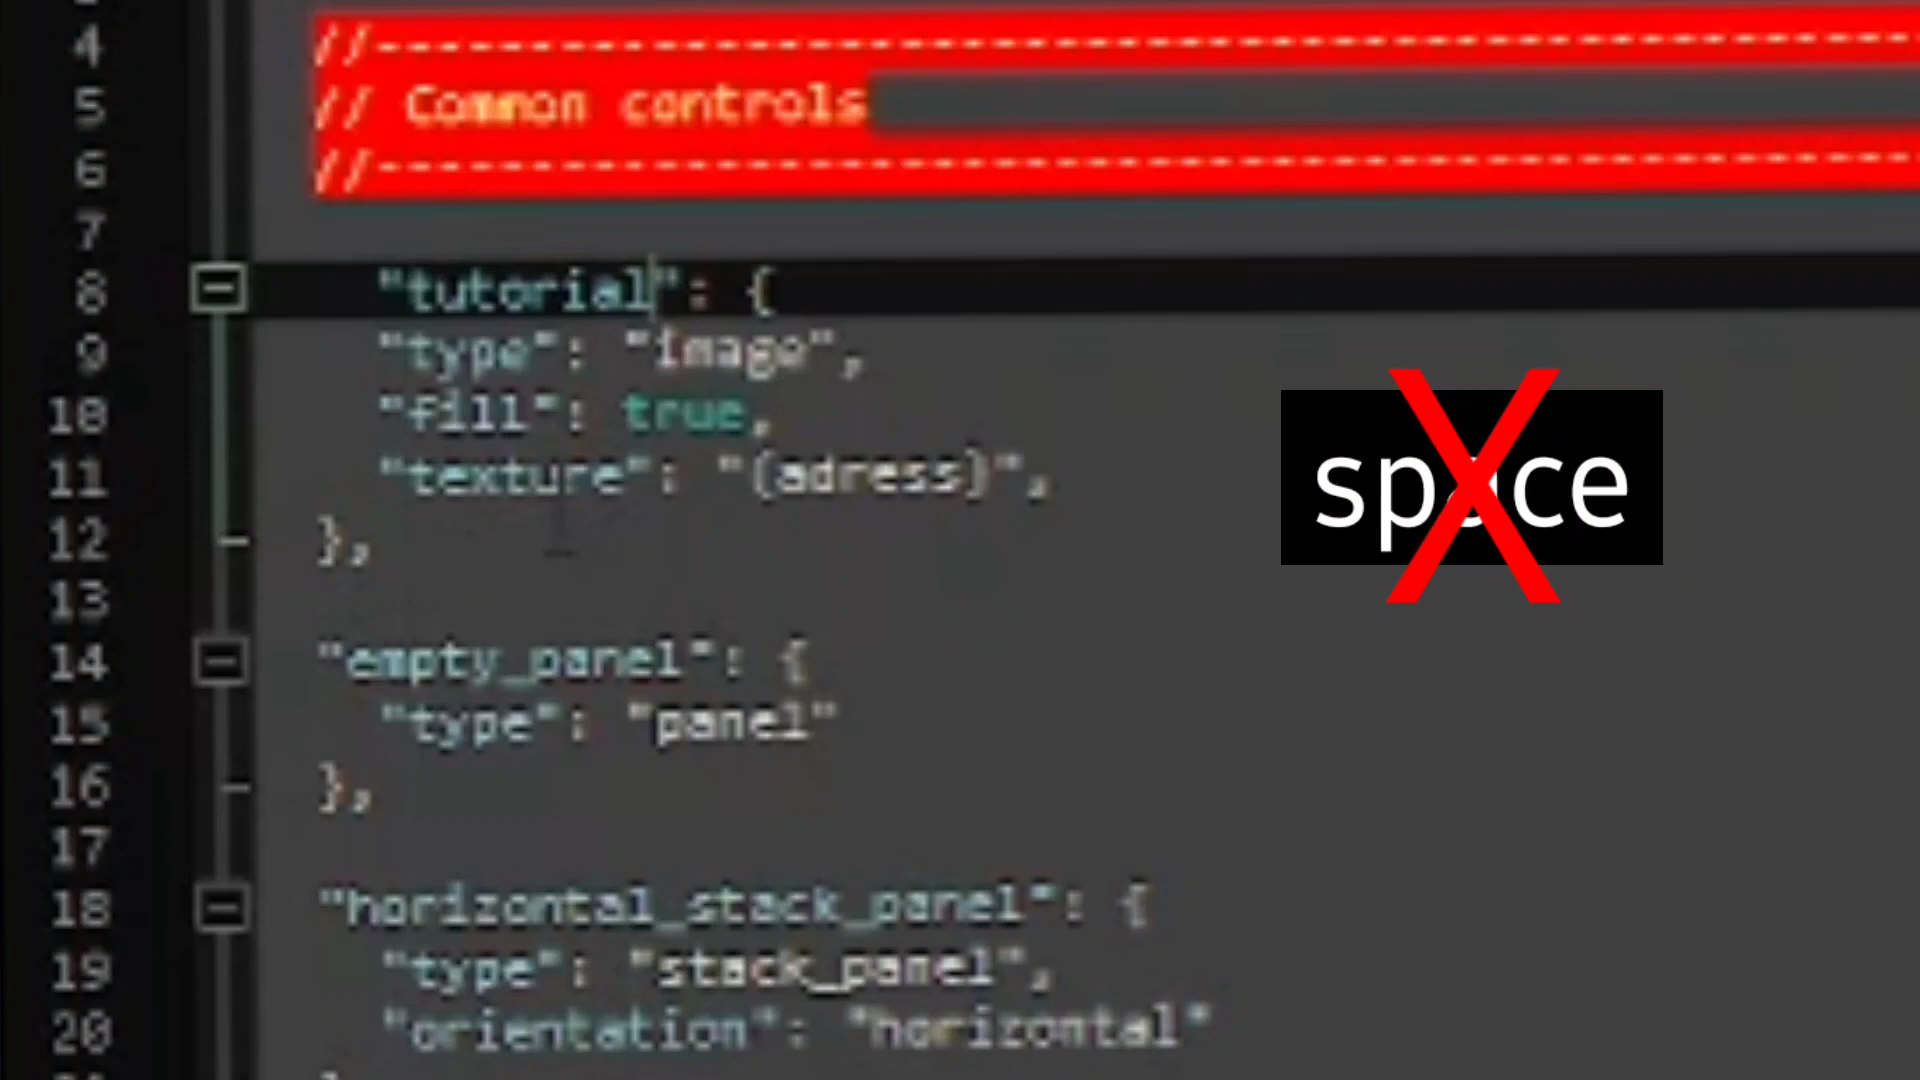 4 //--------------------------------------------------
5 // Common controls
6 //--------------------------------------------------
7
8 "tutorial": {
9 "type": "image",
10 "fill": true,
11 "texture": "{adress}",
12 },
13
14 "empty_panel": {
15 "type": "panel"
16 },
17
18 "horizontal_stack_panel": {
19 "type": "stack_panel",
20 "orientation": "horizontal"
space
X